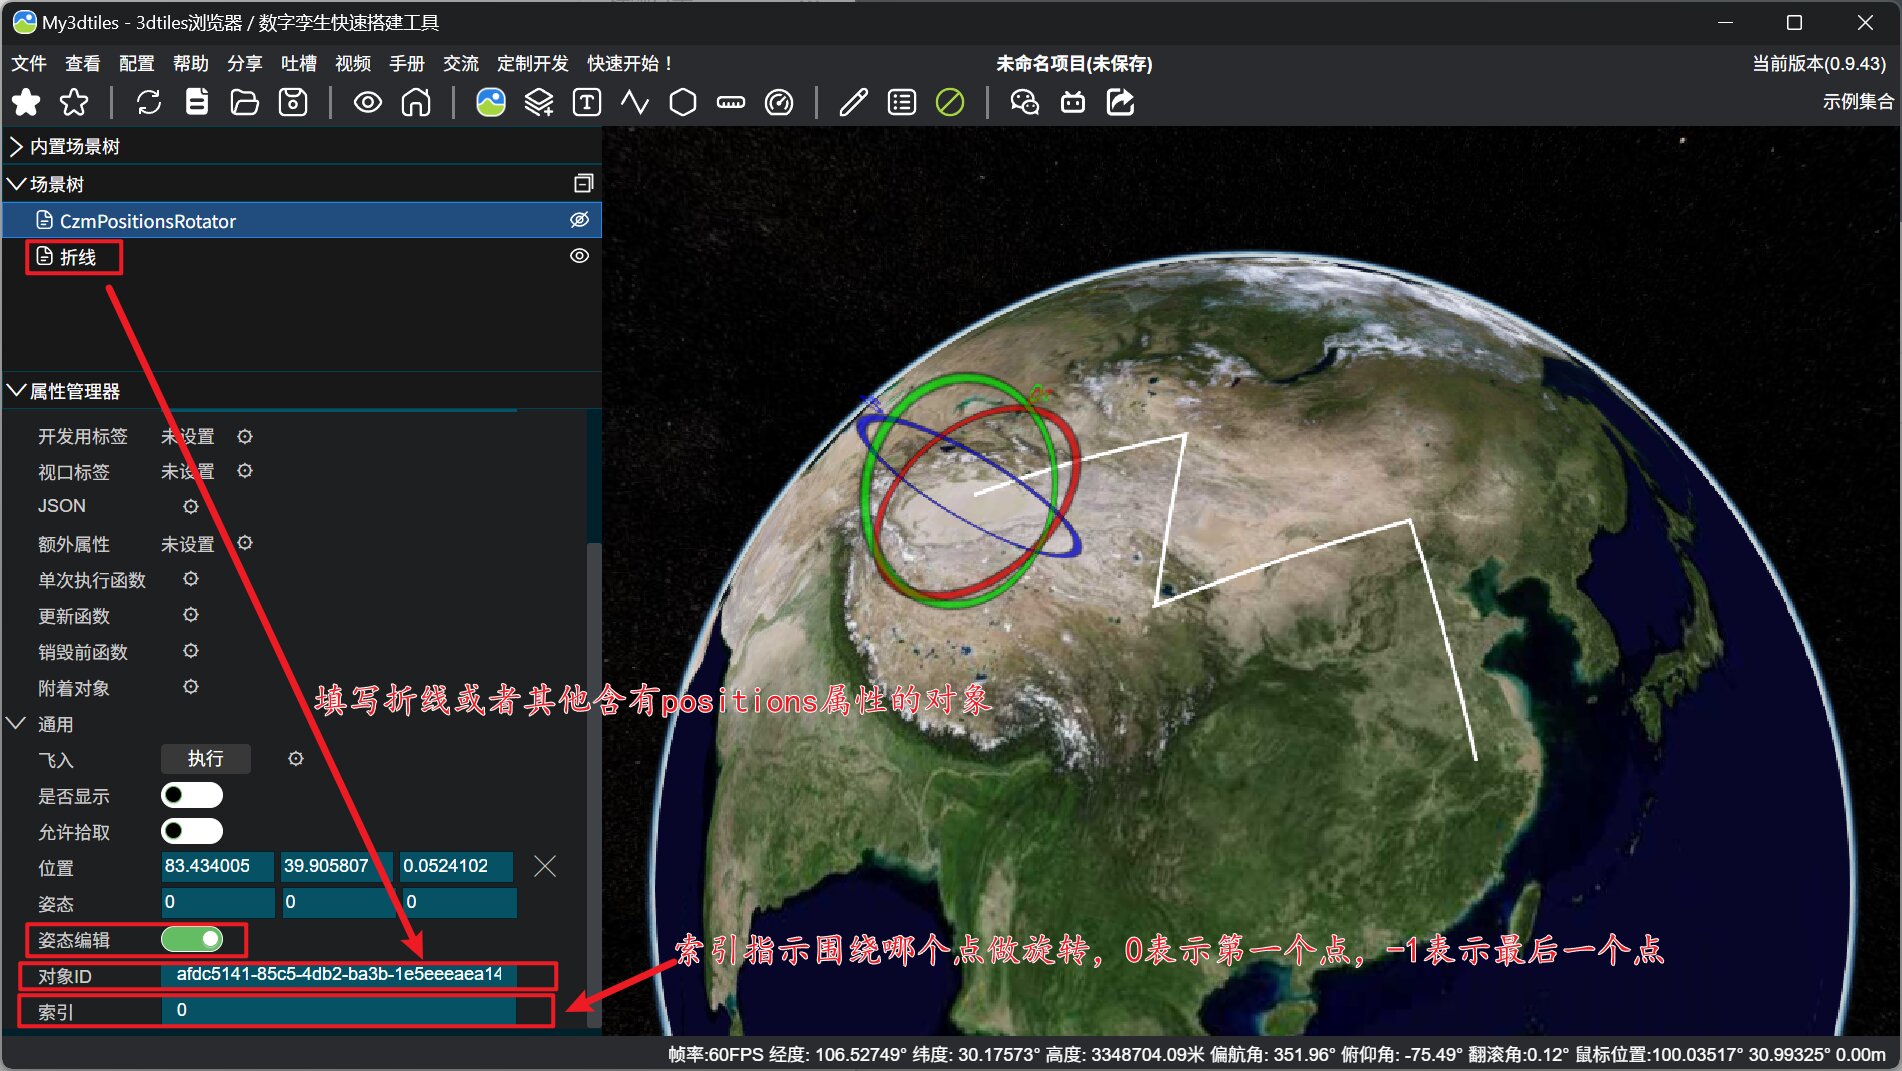 My3dtiles - 3dtiles浏览器 / 数字孪生快速搭建工具
文件 查看 配置 帮助 分享 吐槽 视频 手册 交流 定制开发 快速开始！
未命名项目(未保存)
当前版本(0.9.43)
示例集合
内置场景树
场景树
CzmPositionsRotator
折线
属性管理器
开发用标签 未设置
视口标签 未设置
JSON
额外属性 未设置
单次执行函数
更新函数
销毁前函数
附着对象
填写折线或者其他含有positions属性的对象
通用
飞入 执行
是否显示
允许拾取
位置 83.434005 39.905807 0.0524102
姿态 0 0 0
姿态编辑
索引指示围绕哪个点做旋转，0表示第一个点，-1表示最后一个点
对象ID afdc5141-85c5-4db2-ba3b-1e5eeeaea14
索引 0
帧率:60FPS 经度: 106.52749° 纬度: 30.17573° 高度: 3348704.09米 偏航角: 351.96° 俯仰角: -75.49° 翻滚角:0.12° 鼠标位置:100.03517° 30.99325° 0.00m